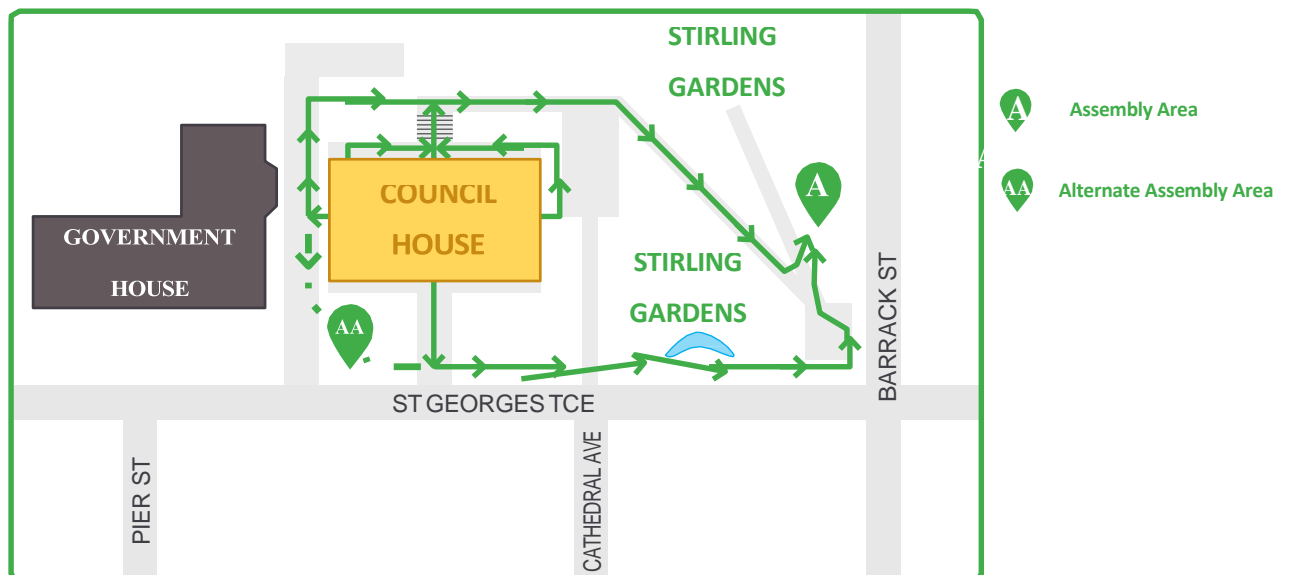 STIRLING
GARDENS
A
Assembly Area
A
AA
Alternate Assembly Area
A
COUNCIL
HOUSE
GOVERNMENT
HOUSE
STIRLING
GARDENS
AA
BARRACK ST
ST GEORGES TCE
PIER ST
CATHEDRAL AVE